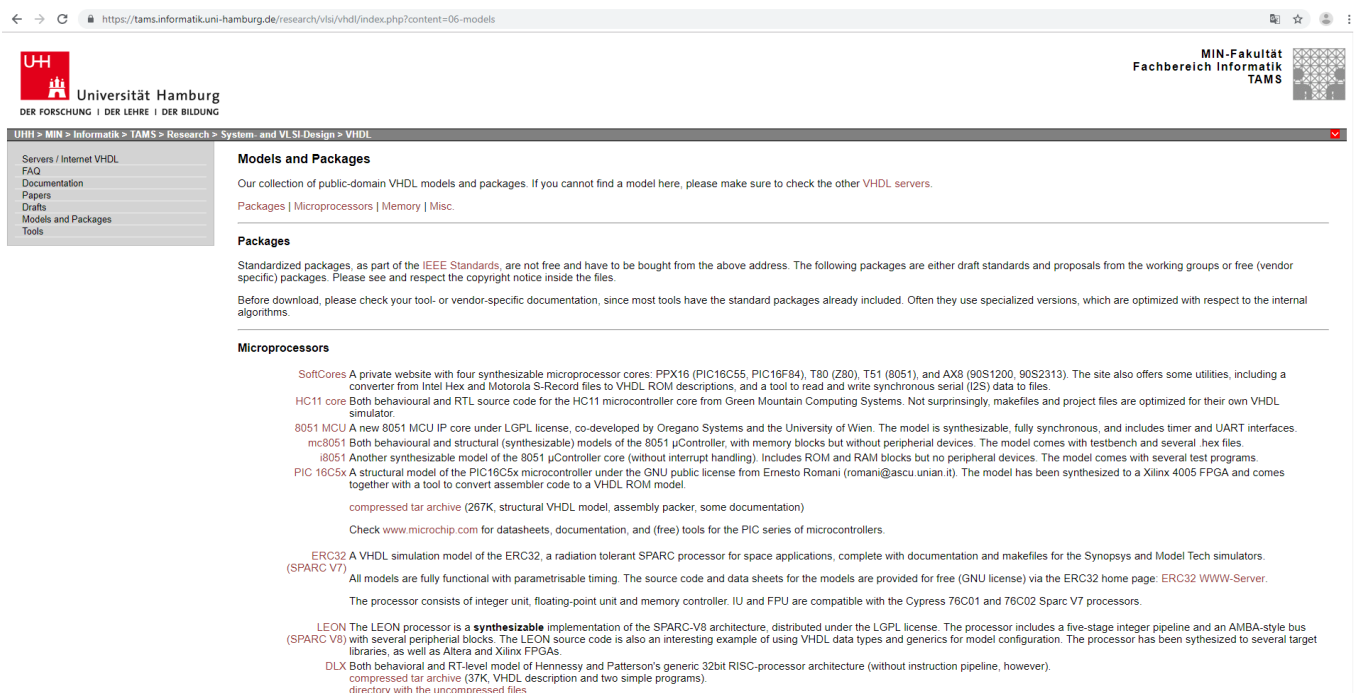 https://tams.informatik.uni-hamburg.de/research/vlsi/vhdl/index.php?content=06-models
UHH
Universität Hamburg
DER FORSCHUNG | DER LEHRE | DER BILDUNG
MIN-Fakultät
Fachbereich Informatik
TAMS
UHH > MIN > Informatik > TAMS > Research > System- and VLSI-Design > VHDL
Servers / Internet VHDL
FAQ
Documentation
Papers
Drafts
Models and Packages
Tools
Models and Packages
Our collection of public-domain VHDL models and packages. If you cannot find a model here, please make sure to check the other VHDL servers.
Packages | Microprocessors | Memory | Misc.
Packages
Standardized packages, as part of the IEEE Standards, are not free and have to be bought from the above address. The following packages are either draft standards and proposals from the working groups or free (vendor
specific) packages. Please see and respect the copyright notice inside the files.
Before download, please check your tool- or vendor-specific documentation, since most tools have the standard packages already included. Often they use specialized versions, which are optimized with respect to the internal
algorithms.
Microprocessors
SoftCores A private website with four synthesizable microprocessor cores: PPX16 (PIC16C55, PIC16F84), T80 (Z80), T51 (8051), and AX8 (90S1200, 90S2313). The site also offers some utilities, including a
converter from Intel Hex and Motorola S-Record files to VHDL ROM descriptions, and a tool to read and write synchronous serial (I2S) data to files.
HC11 core Both behavioural and RTL source code for the HC11 microcontroller core from Green Mountain Computing Systems. Not surprinsingly, makefiles and project files are optimized for their own VHDL
simulator.
8051 MCU A new 8051 MCU IP core under LGPL license, co-developed by Oregano Systems and the University of Wien. The model is synthesizable, fully synchronous, and includes timer and UART interfaces.
mc8051 Both behavioural and structural (synthesizable) models of the 8051 µController, with memory blocks but without peripherial devices. The model comes with testbench and several .hex files.
i8051 Another synthesizable model of the 8051 µController core (without interrupt handling). Includes ROM and RAM blocks but no peripheral devices. The model comes with several test programs.
PIC 16C5x A structural model of the PIC16C5x microcontroller under the GNU public license from Ernesto Romani (romani@ascu.unian.it). The model has been synthesized to a Xilinx 4005 FPGA and comes
together with a tool to convert assembler code to a VHDL ROM model.
compressed tar archive (267K, structural VHDL model, assembly packer, some documentation)
Check www.microchip.com for datasheets, documentation, and (free) tools for the PIC series of microcontrollers.
ERC32 A VHDL simulation model of the ERC32, a radiation tolerant SPARC processor for space applications, complete with documentation and makefiles for the Synopsys and Model Tech simulators.
(SPARC V7)
All models are fully functional with parametrisable timing. The source code and data sheets for the models are provided for free (GNU license) via the ERC32 home page: ERC32 WWW-Server.
The processor consists of integer unit, floating-point unit and memory controller. IU and FPU are compatible with the Cypress 76C01 and 76C02 Sparc V7 processors.
LEON The LEON processor is a synthesizable implementation of the SPARC-V8 architecture, distributed under the LGPL license. The processor includes a five-stage integer pipeline and an AMBA-style bus
(SPARC V8) with several peripherial blocks. The LEON source code is also an interesting example of using VHDL data types and generics for model configuration. The processor has been sythesized to several target
libraries, as well as Altera and Xilinx FPGAs.
DLX Both behavioral and RT-level model of Hennessy and Patterson's generic 32bit RISC-processor architecture (without instruction pipeline, however).
compressed tar archive (37K, VHDL description and two simple programs).
directory with the uncompressed files